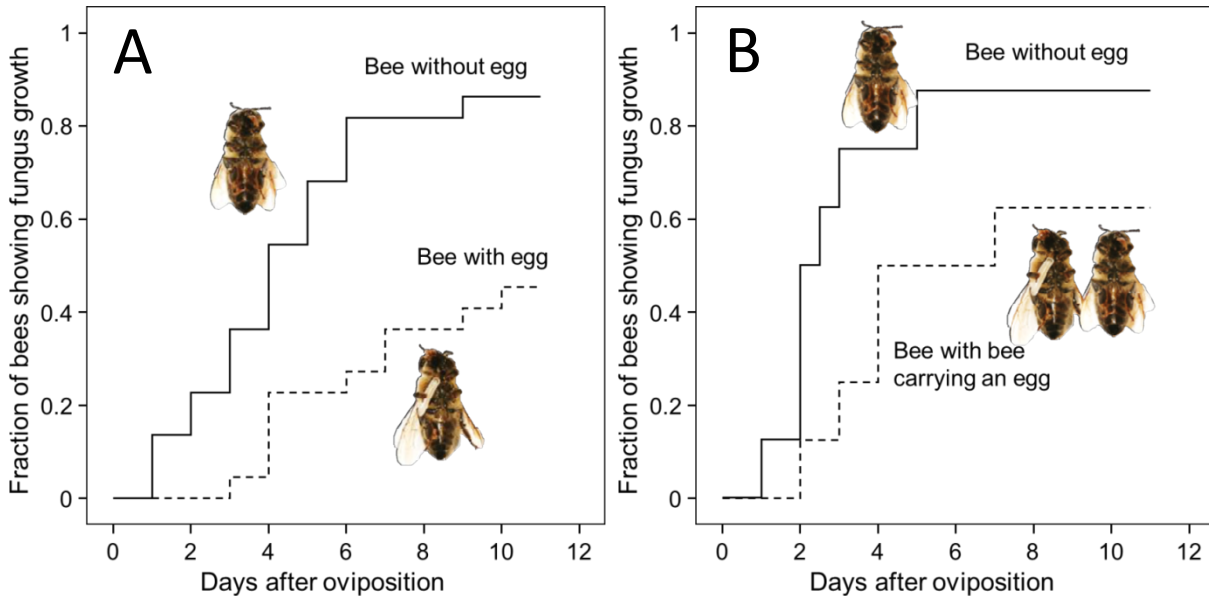 A
Fraction of bees showing fungus growth
1
0.8
0.6
0.4
0.2
0
Bee without egg
Bee with egg
0 2 4 6 8 10 12
Days after oviposition
B
Fraction of bees showing fungus growth
1
0.8
0.6
0.4
0.2
0
Bee without egg
Bee with bee
carrying an egg
0 2 4 6 8 10 12
Days after oviposition